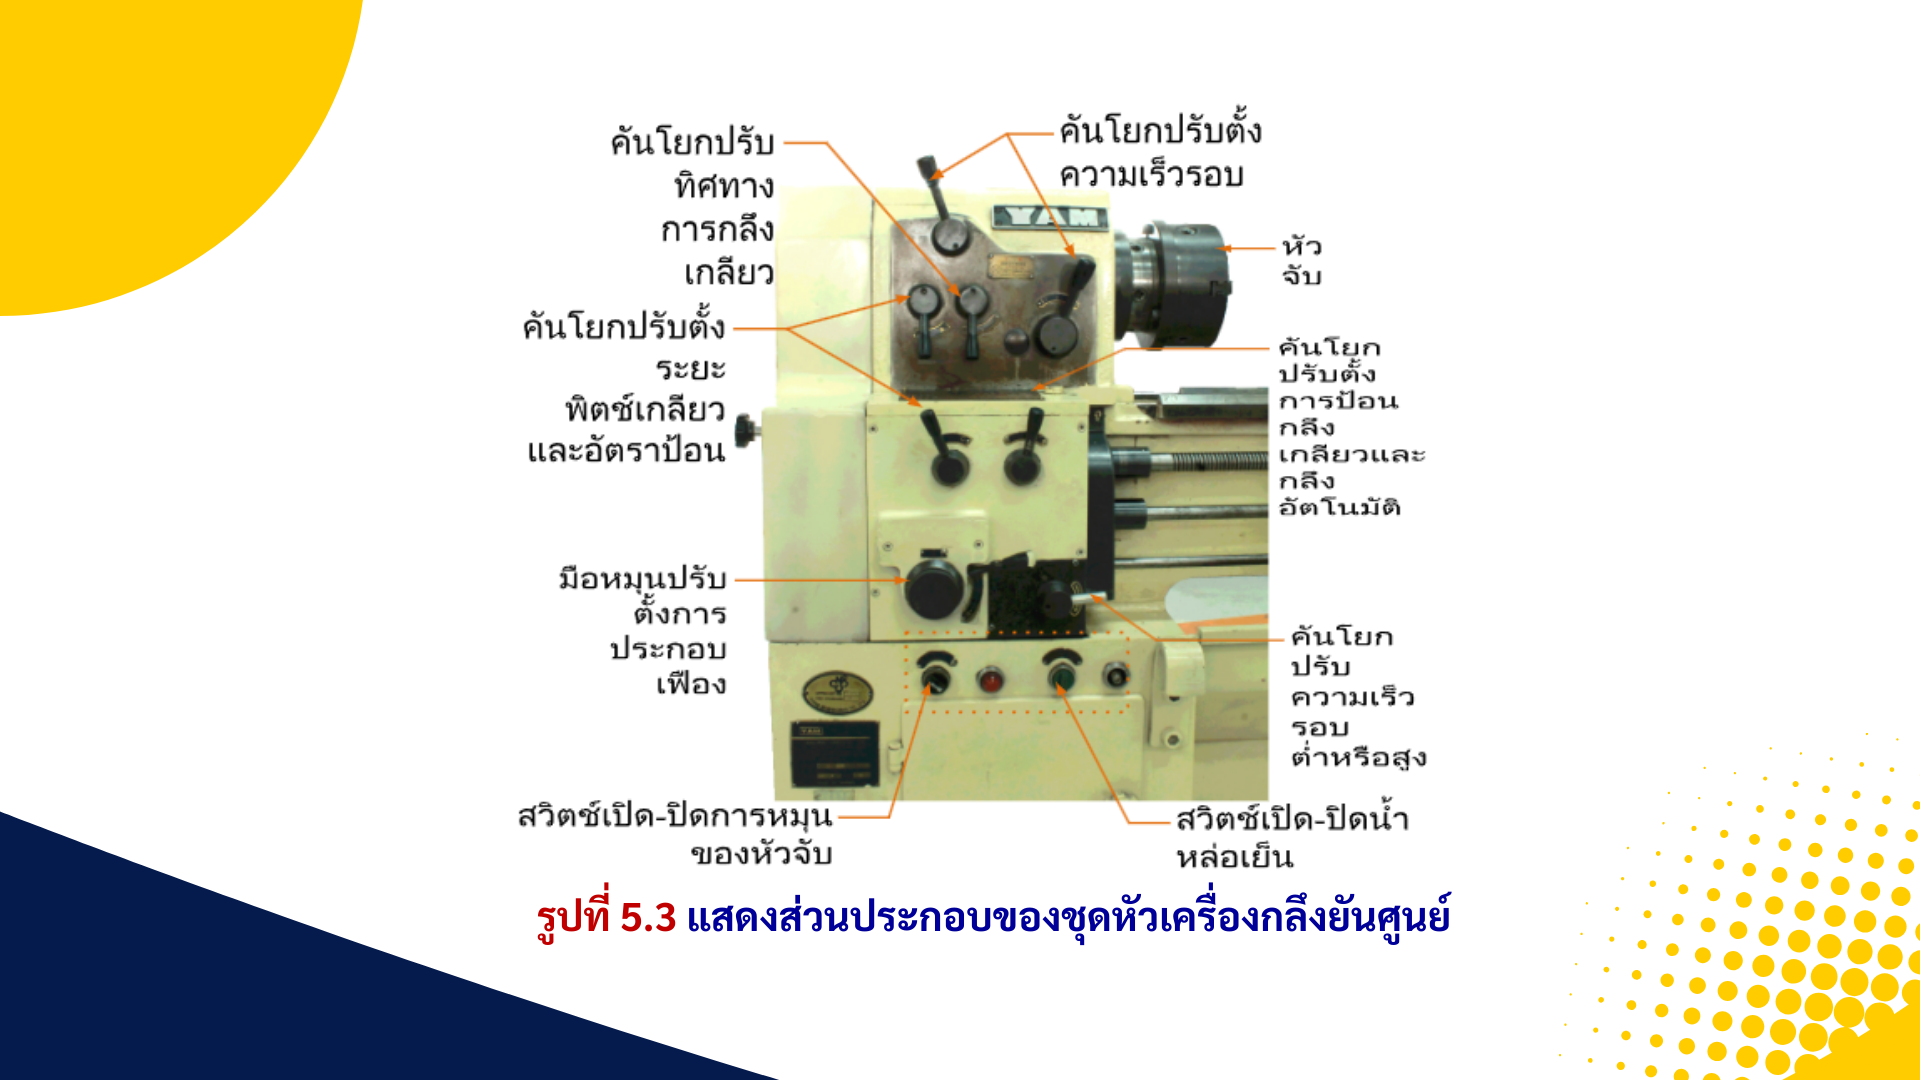 คันโยกปรับ
ทิศทาง
การกลึง
เกลียว
คันโยกปรับตั้ง
ความเร็วรอบ
YAM
หัว
จับ
คันโยกปรับตั้ง
ระยะ
พิตช์เกลียว
และอัตราป้อน
คันโยก
ปรับตั้ง
การป้อน
กลึง
เกลียวและ
กลึง
อัตโนมัติ
มือหมุนปรับ
ตั้งการ
ประกอบ
เฟือง
คันโยก
ปรับ
ความเร็ว
รอบ
ต่ำหรือสูง
YAM
สวิตช์เปิด-ปิดการหมุน
ของหัวจับ
สวิตช์เปิด-ปิดน้ำ
หล่อเย็น
รูปที่ 5.3 แสดงส่วนประกอบของชุดหัวเครื่องกลึงยันศูนย์